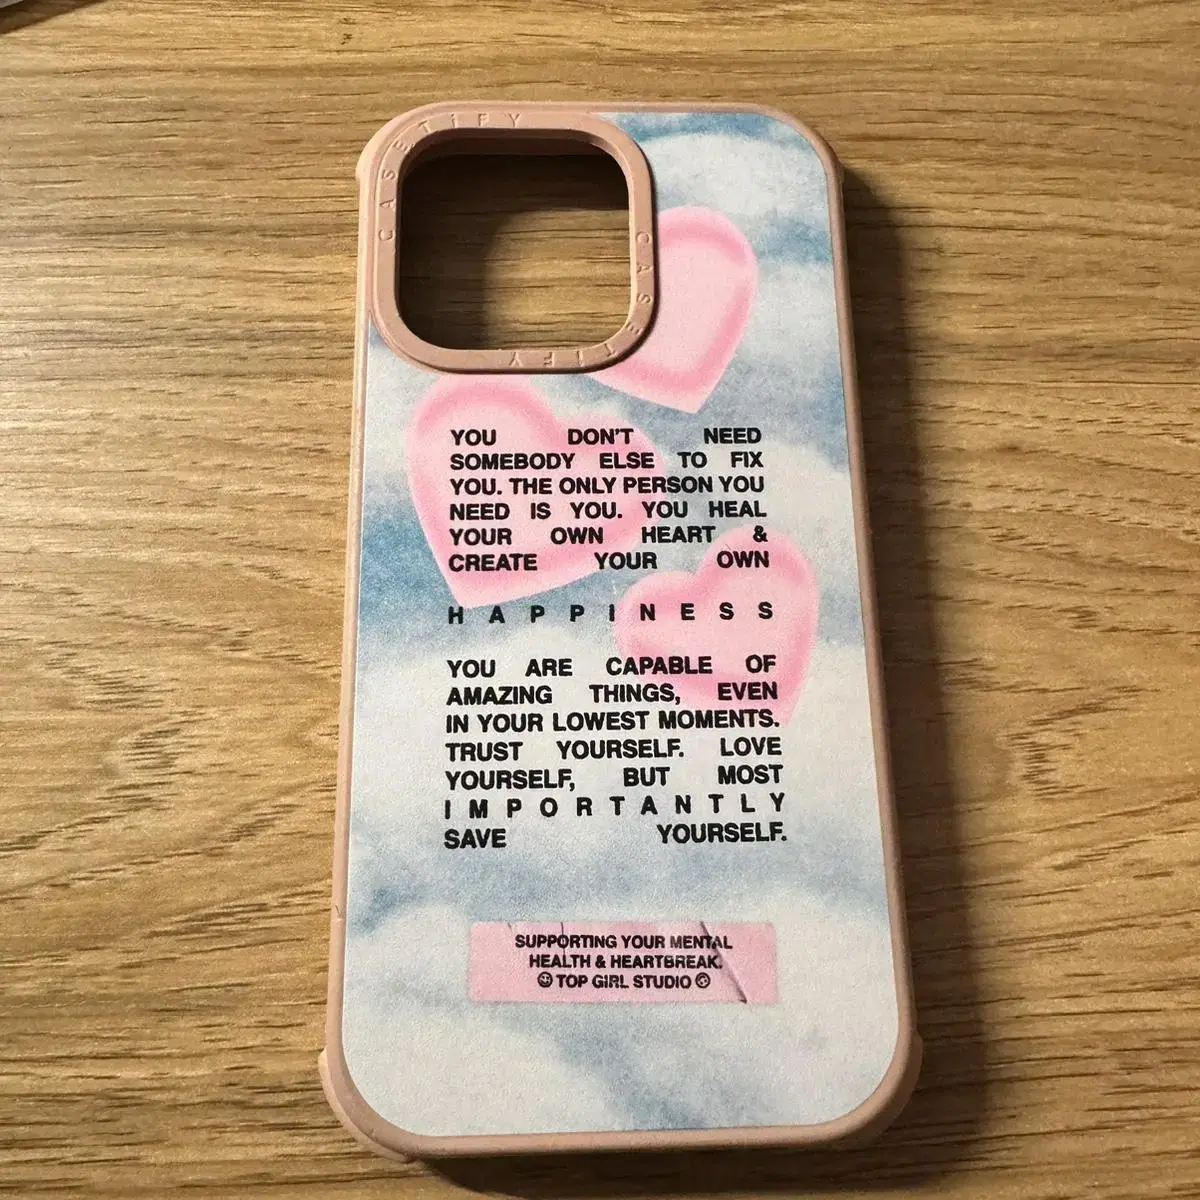 CASETiFY
CASETiFY
YOU DON'T NEED
SOMEBODY ELSE TO FIX
YOU. THE ONLY PERSON YOU
NEED IS YOU. YOU HEAL
YOUR OWN HEART &
CREATE YOUR OWN
HAPPINESS
YOU ARE CAPABLE OF
AMAZING THINGS, EVEN
IN YOUR LOWEST MOMENTS.
TRUST YOURSELF. LOVE
YOURSELF, BUT MOST
IMPORTANTLY
SAVE YOURSELF.
SUPPORTING YOUR MENTAL
HEALTH & HEARTBREAK.
☺ TOP GIRL STUDIO ☺